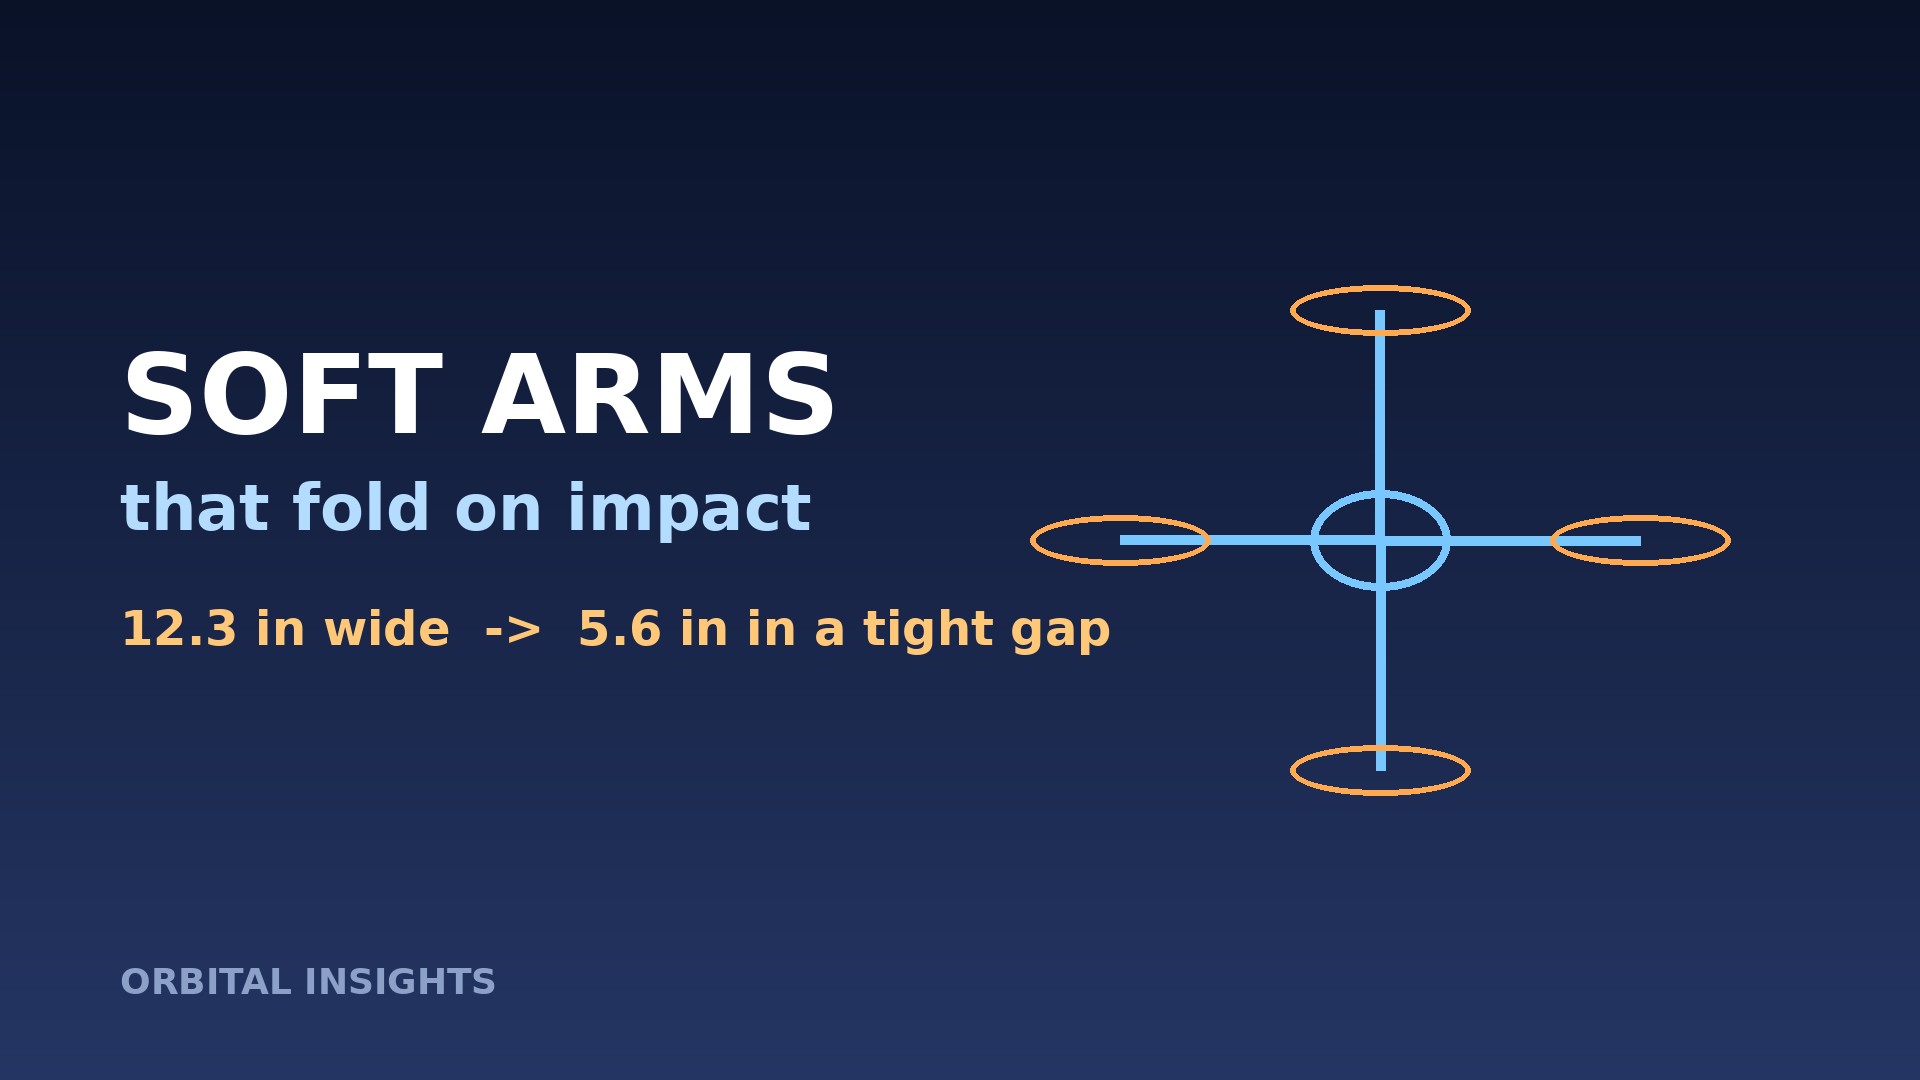 SOFT ARMS
that fold on impact
12.3 in wide -> 5.6 in in a tight gap
ORBITAL INSIGHTS